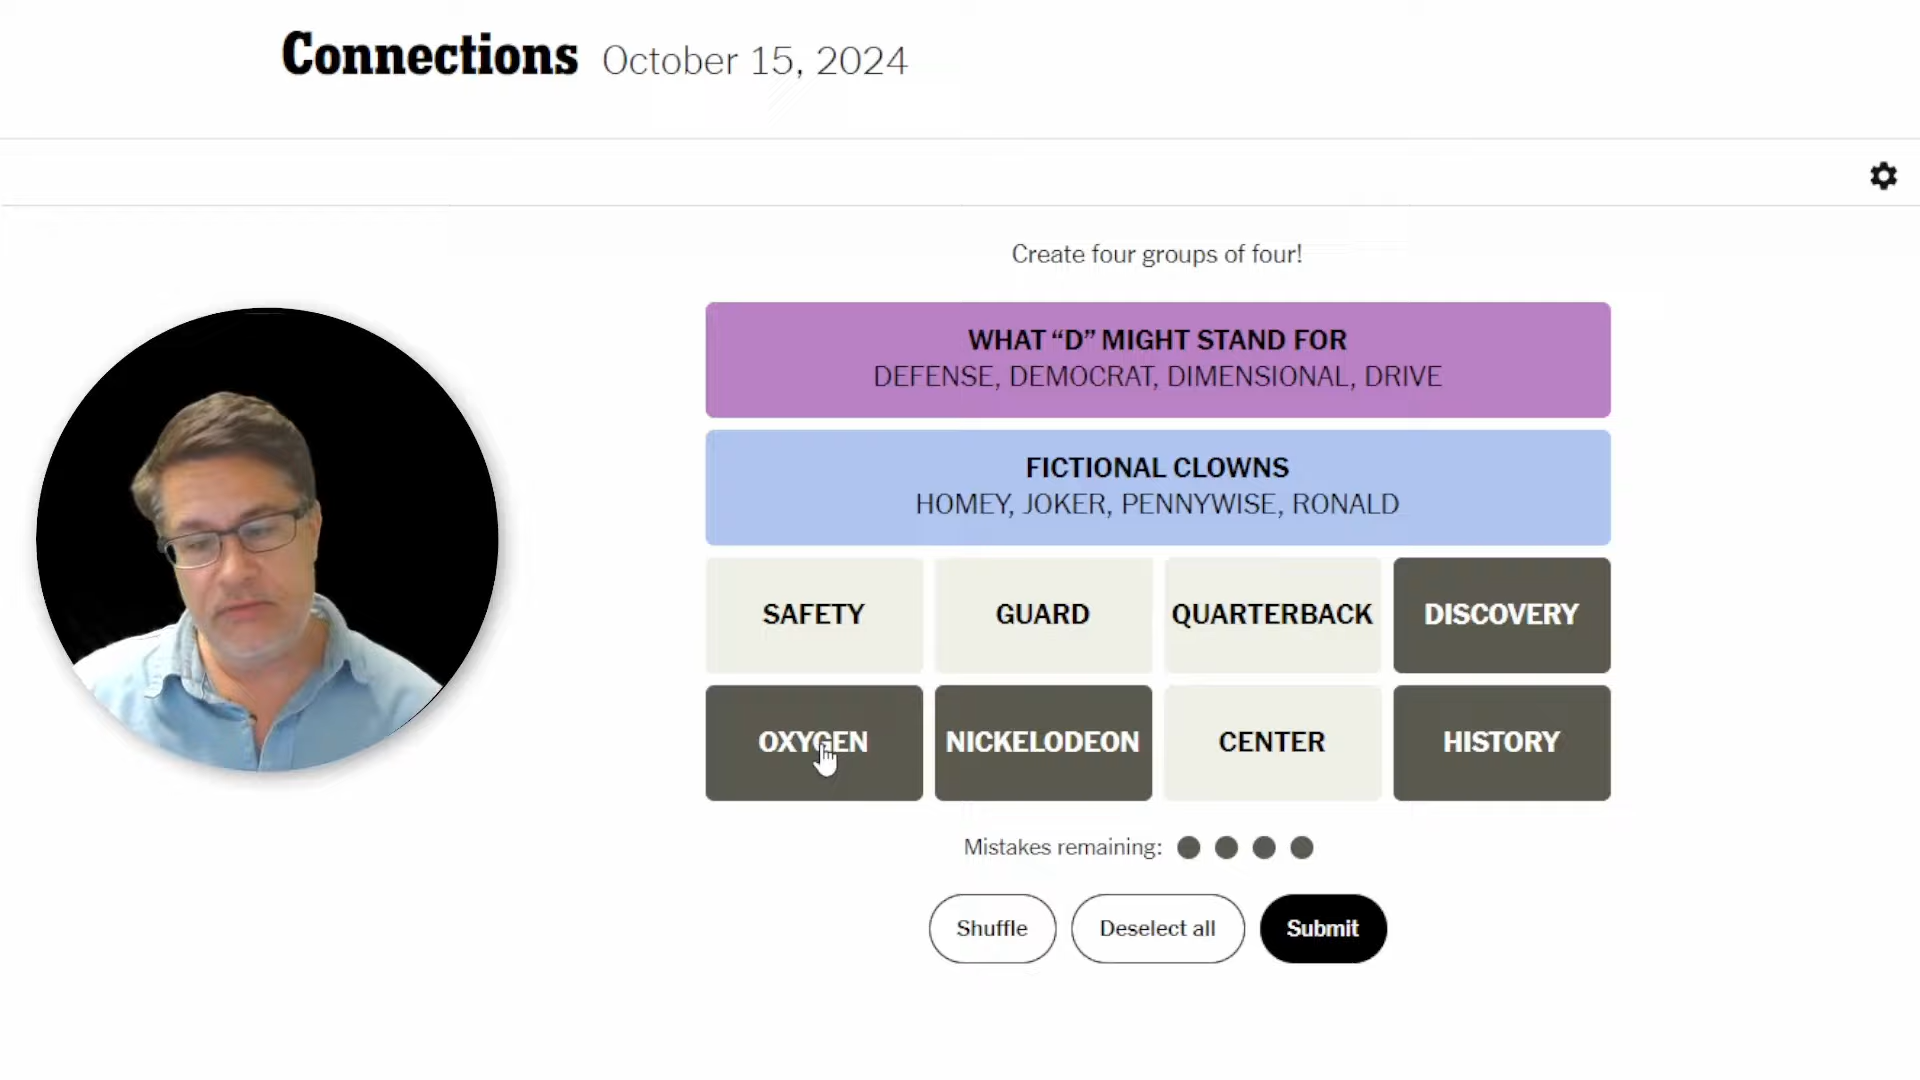 Connections October 15, 2024
Create four groups of four!
WHAT “D” MIGHT STAND FOR
DEFENSE, DEMOCRAT, DIMENSIONAL, DRIVE
FICTIONAL CLOWNS
HOMEY, JOKER, PENNYWISE, RONALD
SAFETY GUARD QUARTERBACK DISCOVERY
OXYGEN NICKELODEON CENTER HISTORY
Mistakes remaining:
Shuffle Deselect all Submit